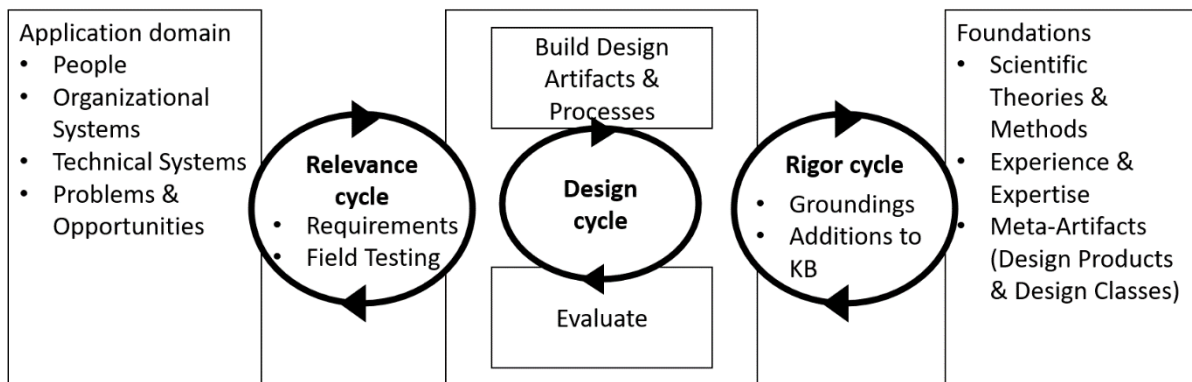 Application domain
• People
• Organizational
Systems
• Technical Systems
• Problems &
Opportunities
Relevance
cycle
• Requirements
• Field Testing
Build Design
Artifacts &
Processes
Design
cycle
Evaluate
Rigor cycle
• Groundings
• Additions to
KB
Foundations
• Scientific
Theories &
Methods
• Experience &
Expertise
• Meta-Artifacts
(Design Products
& Design Classes)